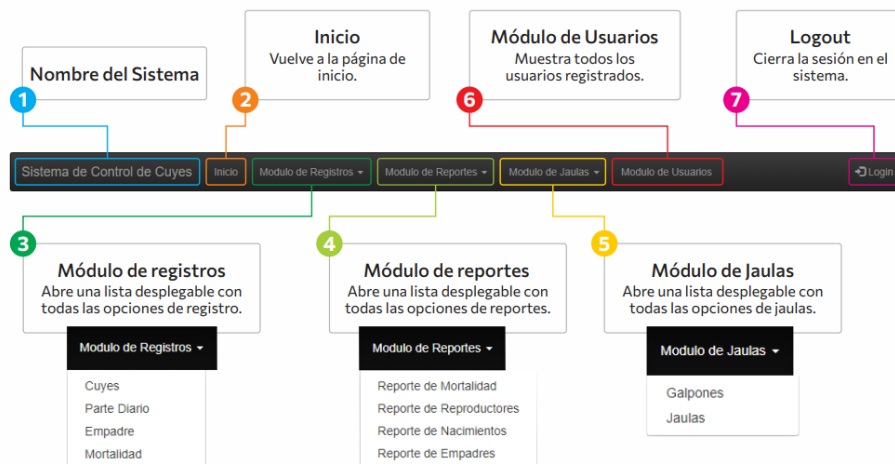 Nombre del Sistema
1
Inicio
Vuelve a la página de
inicio.
2
Módulo de Usuarios
Muestra todos los
usuarios registrados.
6
Logout
Cierra la sesión en el
sistema.
7
Sistema de Control de Cuyes Inicio Modulo de Registros Modulo de Reportes Modulo de Jaulas Modulo de Usuarios Login
3
Módulo de registros
Abre una lista desplegable con
todas las opciones de registro.
Modulo de Registros
Cuyes
Parte Diario
Empadre
Mortalidad
4
Módulo de reportes
Abre una lista desplegable con
todas las opciones de reportes.
Modulo de Reportes
Reporte de Mortalidad
Reporte de Reproductores
Reporte de Nacimientos
Reporte de Empadres
5
Módulo de Jaulas
Abre una lista desplegable con
todas las opciones de jaulas.
Modulo de Jaulas
Galpones
Jaulas